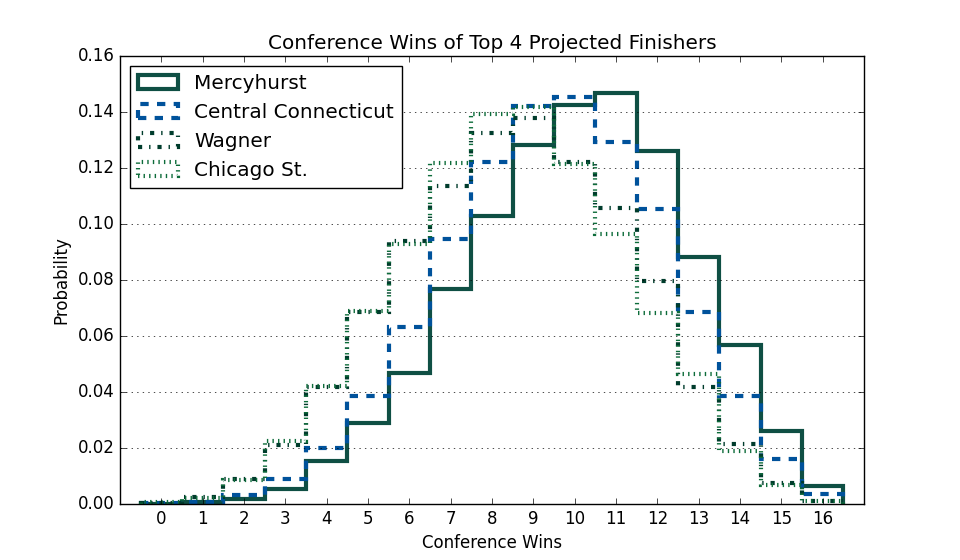 Conference Wins of Top 4 Projected Finishers
Mercyhurst
Central Connecticut
Wagner
Chicago St.
Probability
0.16
0.14
0.12
0.10
0.08
0.06
0.04
0.02
0.00
0 1 2 3 4 5 6 7 8 9 10 11 12 13 14 15 16
Conference Wins